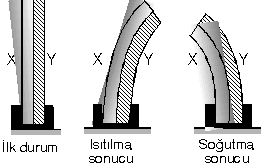 X Y X Y X Y
İlk durum
Isıtılma
sonucu
Soğutma
sonucu